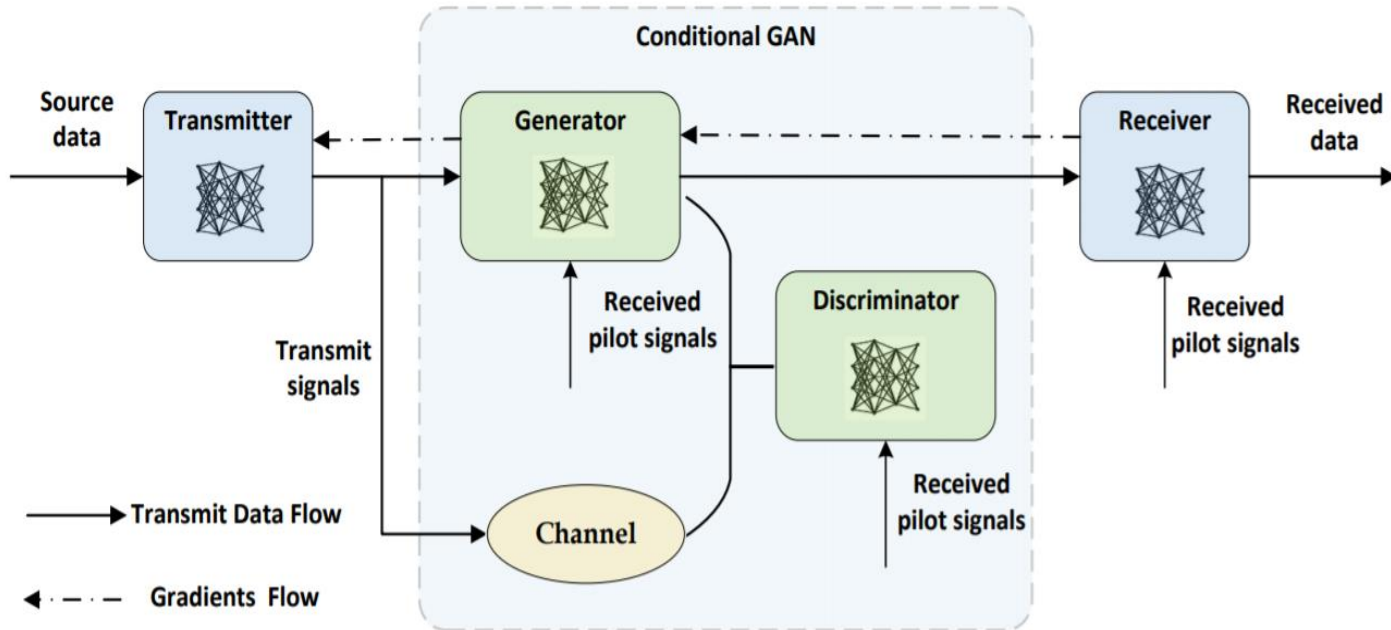 Conditional GAN
Source
data
Transmitter
Generator
Receiver
Received
data
Transmit
signals
Received
pilot signals
Discriminator
Received
pilot signals
Received
pilot signals
Channel
Transmit Data Flow
Gradients Flow